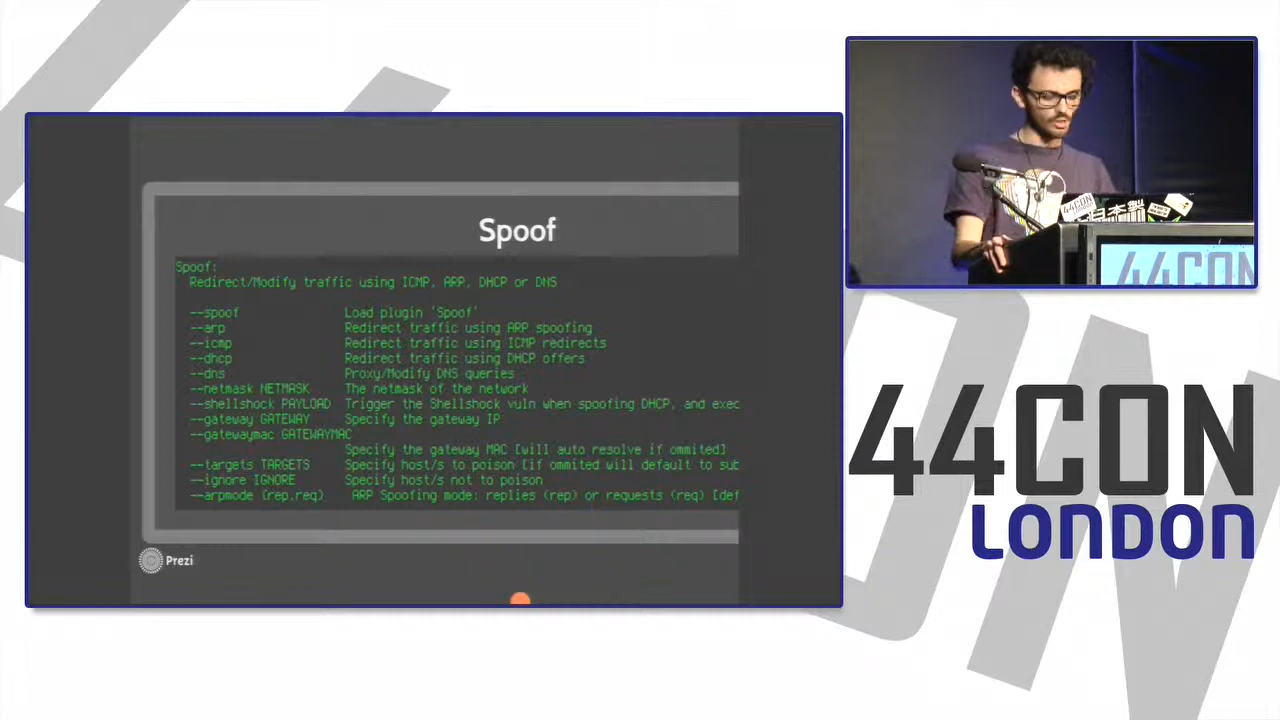 Spoof
Spoof:
Redirect/Modify traffic using ICMP, ARP, DHCP or DNS
--spoof Load plugin 'Spoof'
--arp Redirect traffic using ARP spoofing
--icmp Redirect traffic using ICMP redirects
--dhcp Redirect traffic using DHCP offers
--dns Proxy/Modify DNS queries
--netmask NETMASK The netmask of the network
--shellshock PAYLOAD Trigger the Shellshock vuln when spoofing DHCP, and exec
--gateway GATEWAY Specify the gateway IP
--gatewaymac GATEWAYMAC
Specify the gateway MAC [will auto resolve if ommited]
--targets TARGETS Specify host/s to poison [if ommited will default to sub
--ignore IGNORE Specify host/s not to poison
--arpmode {rep,req} ARP Spoofing mode: replies (rep) or requests (req) [def
Prezi
44CON
日本製
44CON
44CON
LONDON